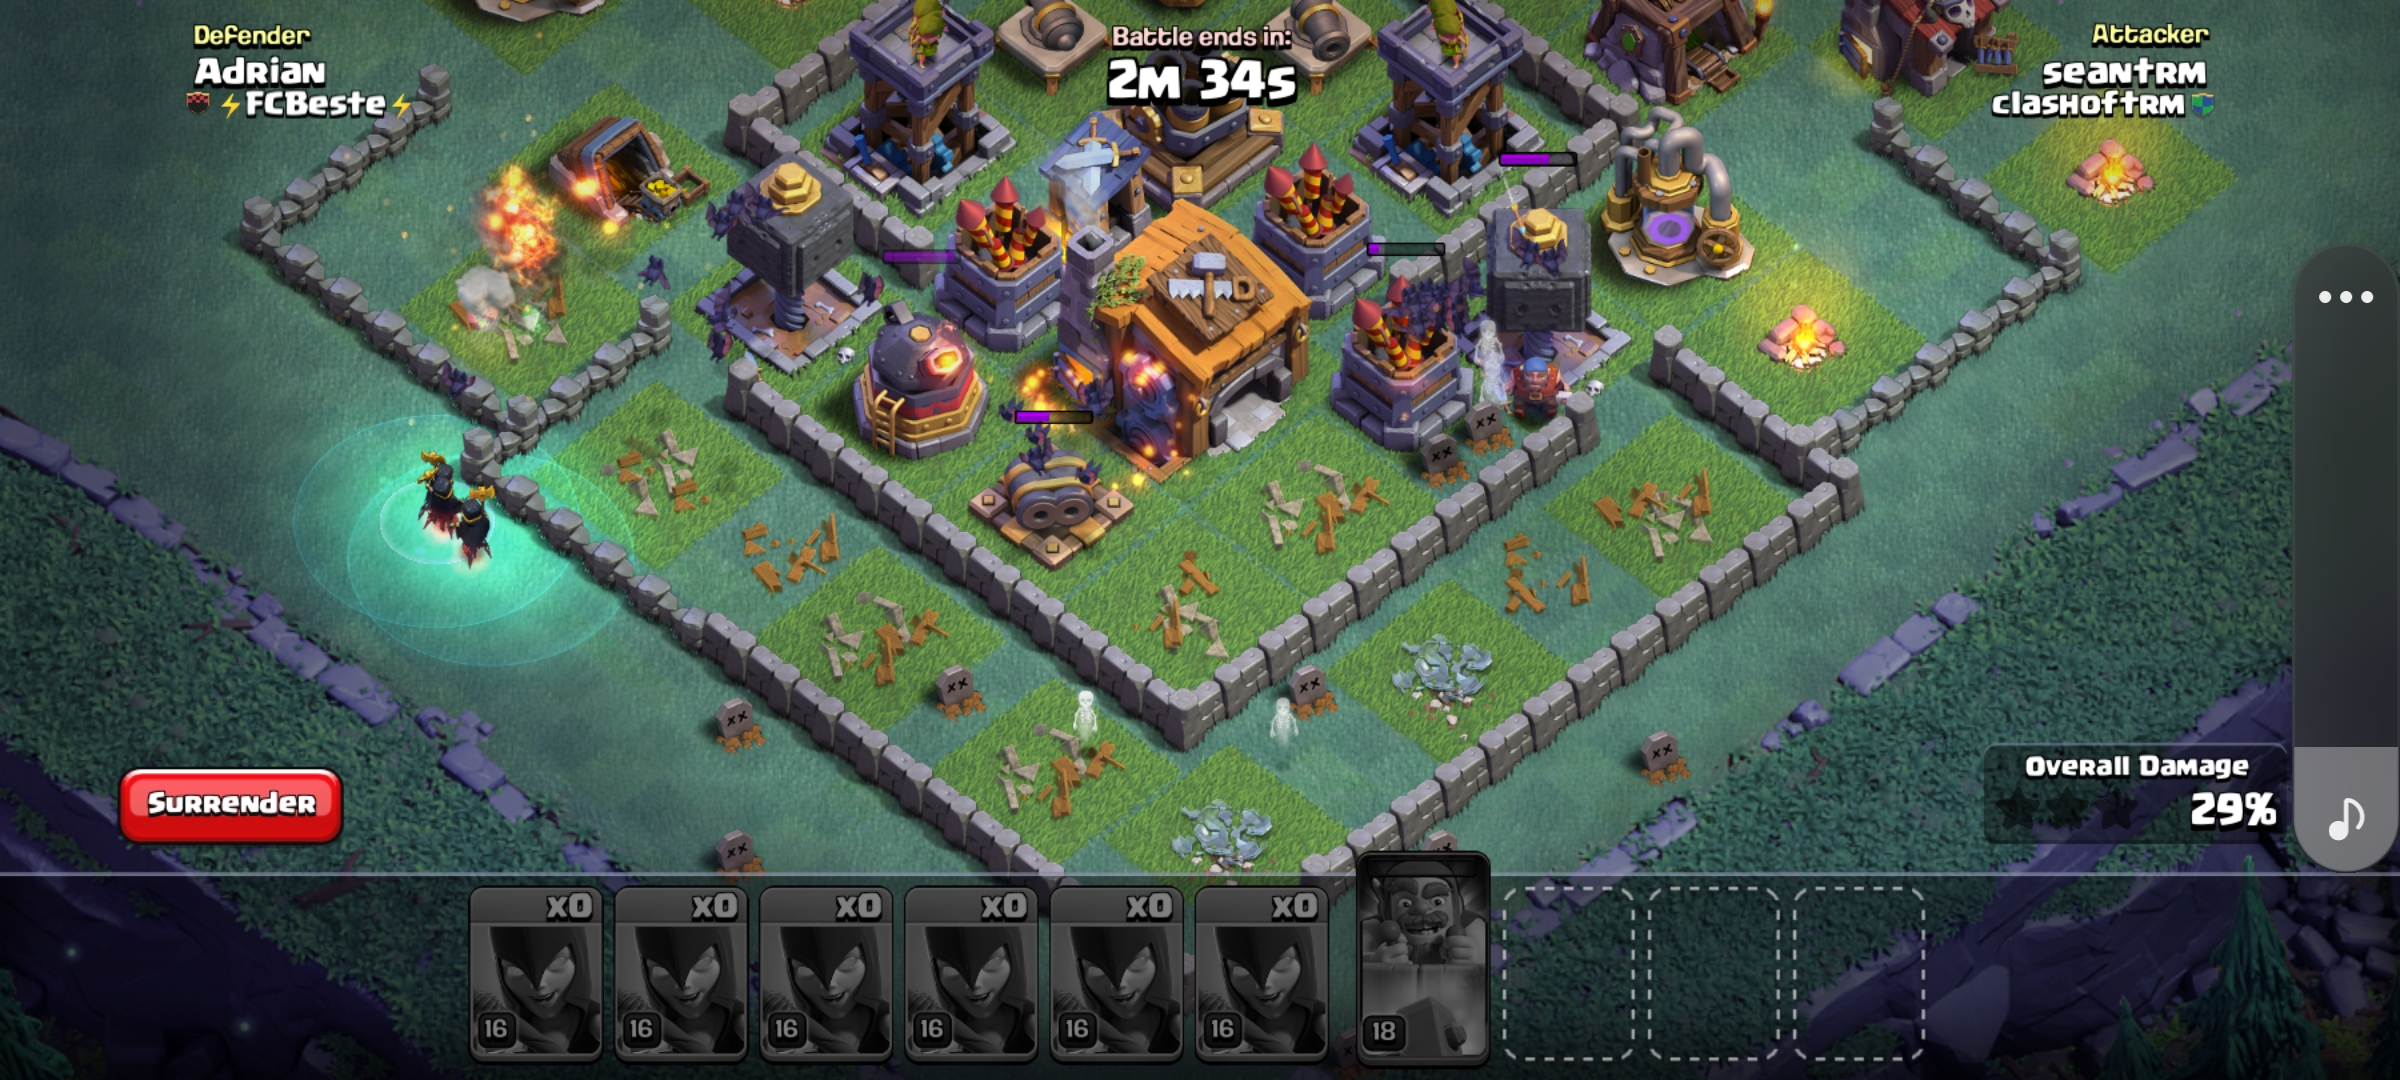 Defender
Adrian
⚡FCBeste⚡
Battle ends in:
2M 34S
Attacker
seantRM
clashoftRM
Surrender
Overall Damage
29%
x0
x0
x0
x0
x0
x0
16
16
16
16
16
16
18